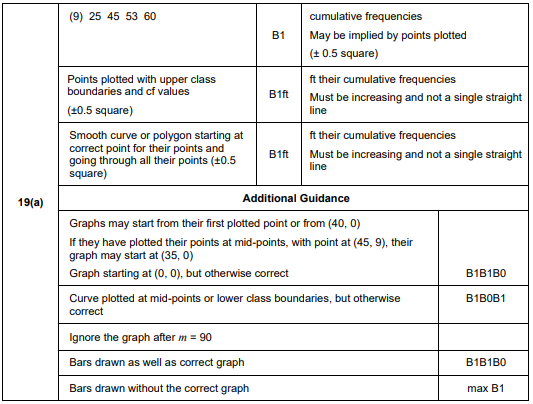 (9) 25 45 53 60
B1
cumulative frequencies
May be implied by points plotted
(± 0.5 square)
Points plotted with upper class
boundaries and cf values
(±0.5 square)
B1ft
ft their cumulative frequencies
Must be increasing and not a single straight
line
Smooth curve or polygon starting at
correct point for their points and
going through all their points (±0.5
square)
B1ft
ft their cumulative frequencies
Must be increasing and not a single straight
line
19(a)
Additional Guidance
Graphs may start from their first plotted point or from (40, 0)
If they have plotted their points at mid-points, with point at (45, 9), their
graph may start at (35, 0)
Graph starting at (0, 0), but otherwise correct
B1B1B0
Curve plotted at mid-points or lower class boundaries, but otherwise
correct
B1B0B1
Ignore the graph after m = 90
Bars drawn as well as correct graph
B1B1B0
Bars drawn without the correct graph
max B1